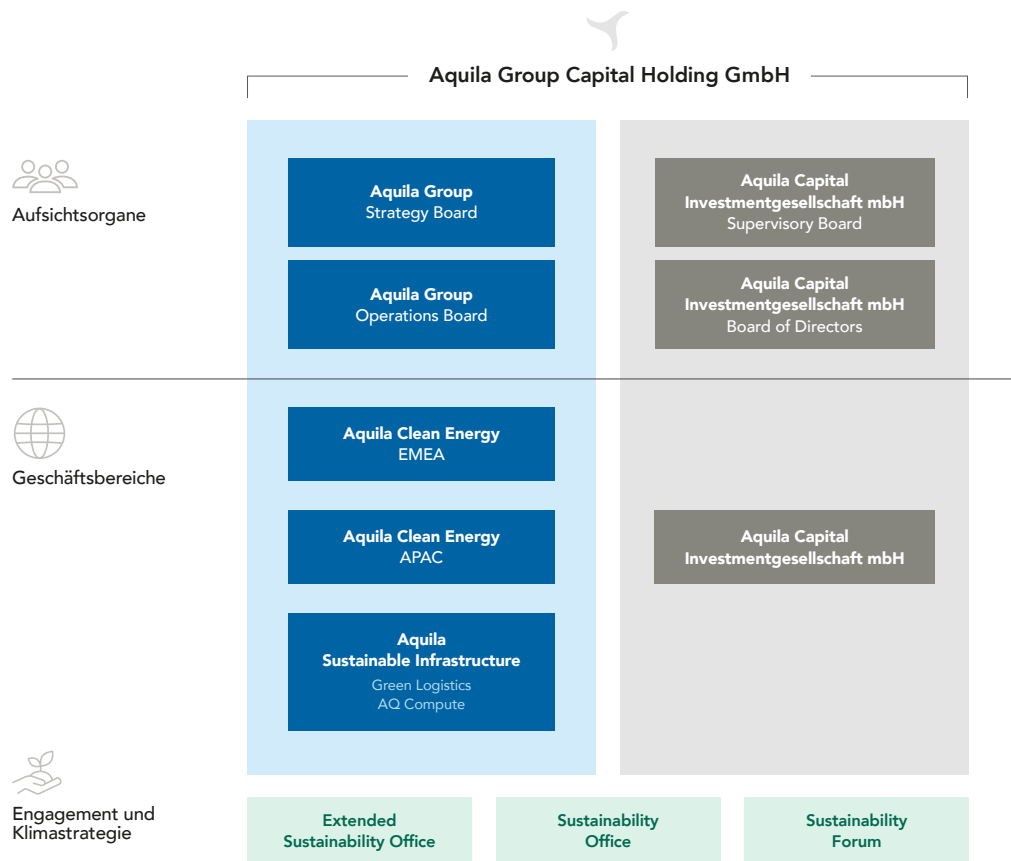 Aquila Group Capital Holding GmbH
Aufsichtsorgane
Aquila Group
Strategy Board
Aquila Group
Operations Board
Aquila Capital
Investmentgesellschaft mbH
Supervisory Board
Aquila Capital
Investmentgesellschaft mbH
Board of Directors
Geschäftsbereiche
Aquila Clean Energy
EMEA
Aquila Clean Energy
APAC
Aquila
Sustainable Infrastructure
Green Logistics
AQ Compute
Aquila Capital
Investmentgesellschaft mbH
Engagement und
Klimastrategie
Extended
Sustainability Office
Sustainability
Office
Sustainability
Forum